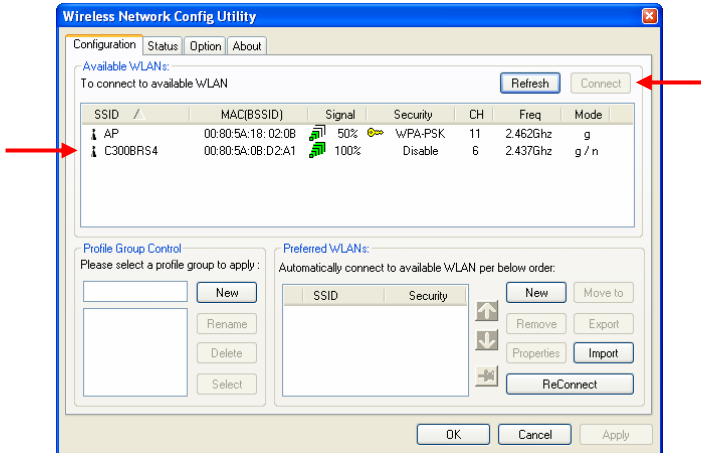 Wireless Network Config Utility
Configuration Status Option About
Available WLANs:
To connect to available WLAN
Refresh Connect
SSID MAC(BSSID) Signal Security CH Freq Mode
AP 00:80:5A:18:02:0B 50% WPA-PSK 11 2.462Ghz g
C300BRS4 00:80:5A:0B:D2:A1 100% Disable 6 2.437Ghz g / n
Profile Group Control
Please select a profile group to apply :
New
Rename
Delete
Select
Preferred WLANs:
Automatically connect to available WLAN per below order:
SSID Security
New Move to
Remove Export
Properties Import
ReConnect
OK Cancel Apply